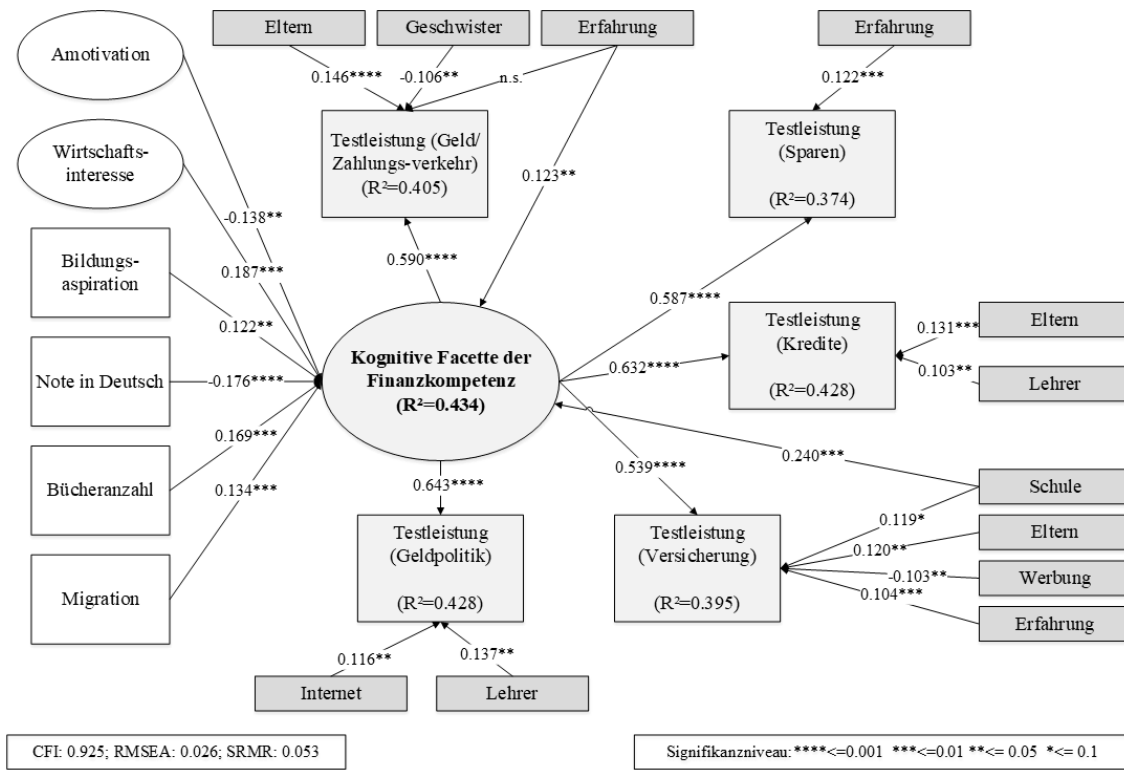 Eltern
Geschwister
Erfahrung
Erfahrung
Amotivation
0.146****
-0.106**
n.s.
0.122***
Testleistung (Geld/
Zahlungs-verkehr)
(R²=0.405)
Testleistung
(Sparen)
(R²=0.374)
Wirtschafts-
interesse
0.123**
-0.138**
0.187***
0.590****
0.587****
Bildungs-
aspiration
0.122**
Kognitive Facette der
Finanzkompetenz
(R²=0.434)
Testleistung
(Kredite)
(R²=0.428)
0.632****
0.131***
Eltern
0.103**
Lehrer
Note in Deutsch
-0.176****
0.169***
Bücheranzahl
0.134***
0.240***
0.539****
0.643****
Schule
0.119*
Testleistung
(Geldpolitik)
(R²=0.428)
Testleistung
(Versicherung)
(R²=0.395)
Eltern
0.120**
Werbung
-0.103**
0.104***
Erfahrung
Migration
0.116**
0.137**
Internet
Lehrer
CFI: 0.925; RMSEA: 0.026; SRMR: 0.053
Signifikanzniveau: ****<=0.001 ***<=0.01 **<= 0.05 *<= 0.1